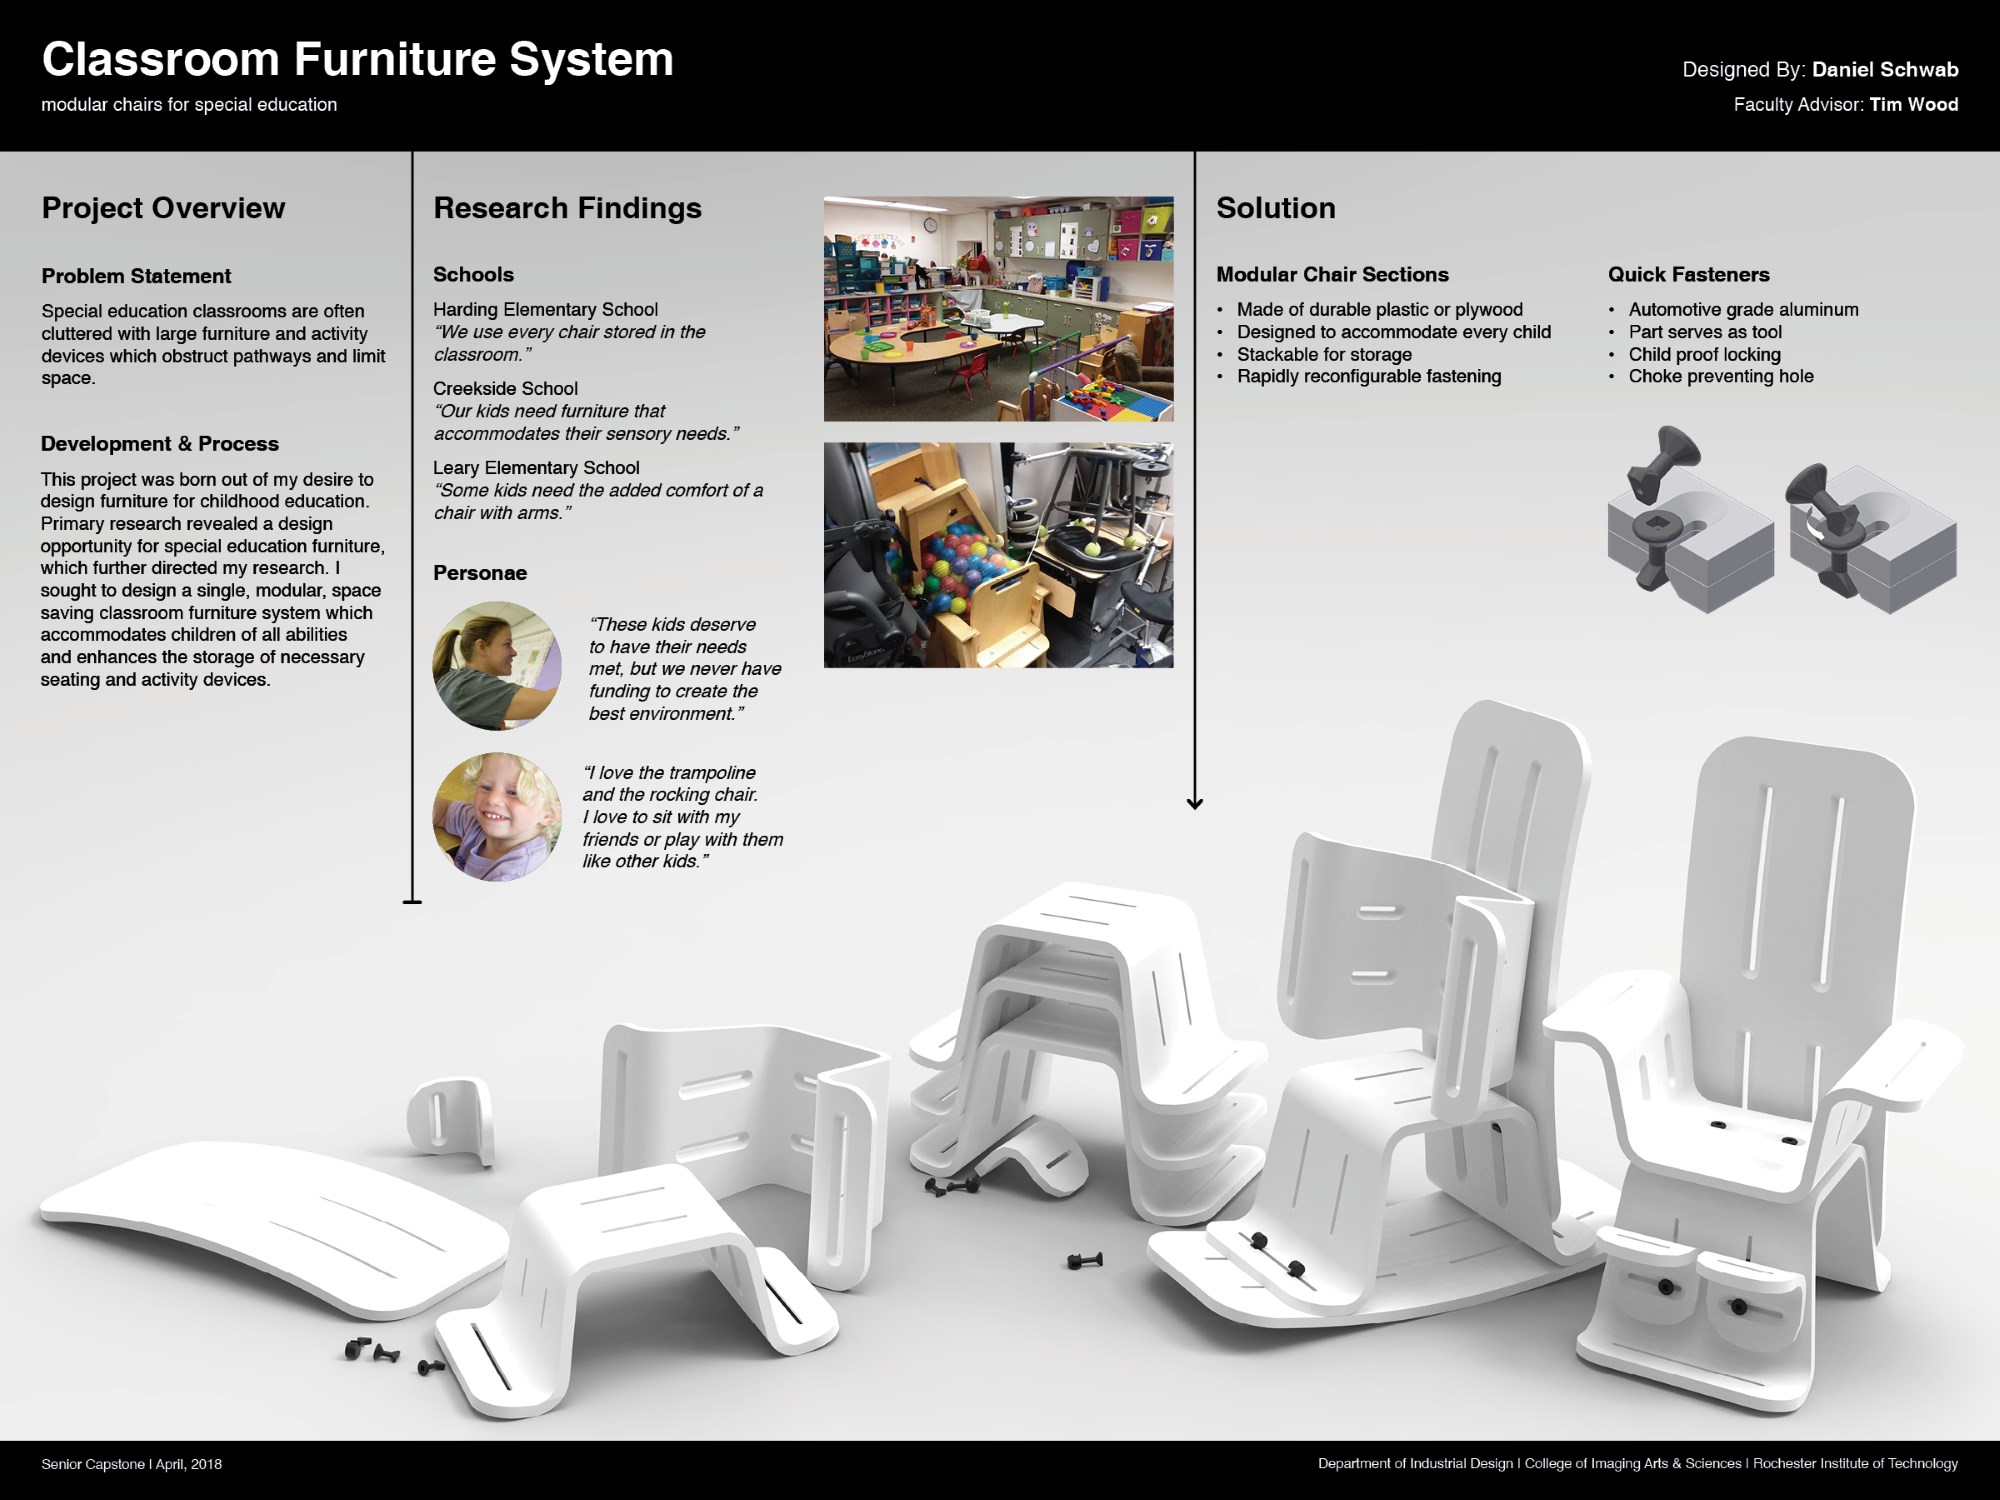 Classroom Furniture System
modular chairs for special education
Designed By: Daniel Schwab
Faculty Advisor: Tim Wood
Project Overview
Problem Statement
Special education classrooms are often
cluttered with large furniture and activity
devices which obstruct pathways and limit
space.
Development & Process
This project was born out of my desire to
design furniture for childhood education.
Primary research revealed a design
opportunity for special education furniture,
which further directed my research. I
sought to design a single, modular, space
saving classroom furniture system which
accommodates children of all abilities
and enhances the storage of necessary
seating and activity devices.
Research Findings
Schools
Harding Elementary School
“We use every chair stored in the
classroom.”
Creekside School
“Our kids need furniture that
accommodates their sensory needs.”
Leary Elementary School
“Some kids need the added comfort of a
chair with arms.”
Personae
“These kids deserve
to have their needs
met, but we never have
funding to create the
best environment.”
“I love the trampoline
and the rocking chair.
I love to sit with my
friends or play with them
like other kids.”
EasyStand
Solution
Modular Chair Sections
• Made of durable plastic or plywood
• Designed to accommodate every child
• Stackable for storage
• Rapidly reconfigurable fastening
Quick Fasteners
• Automotive grade aluminum
• Part serves as tool
• Child proof locking
• Choke preventing hole
Senior Capstone | April, 2018
Department of Industrial Design | College of Imaging Arts & Sciences | Rochester Institute of Technology